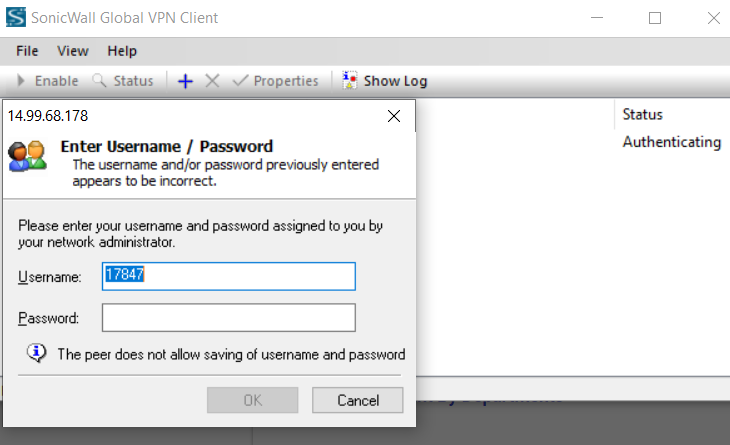 SonicWall Global VPN Client
File View Help
Enable Status Properties Show Log
14.99.68.178
Status
Enter Username / Password
Authenticating
The username and/or password previously entered
appears to be incorrect.
Please enter your username and password assigned to you by
your network administrator.
Username: 17847
Password:
The peer does not allow saving of username and password
OK Cancel